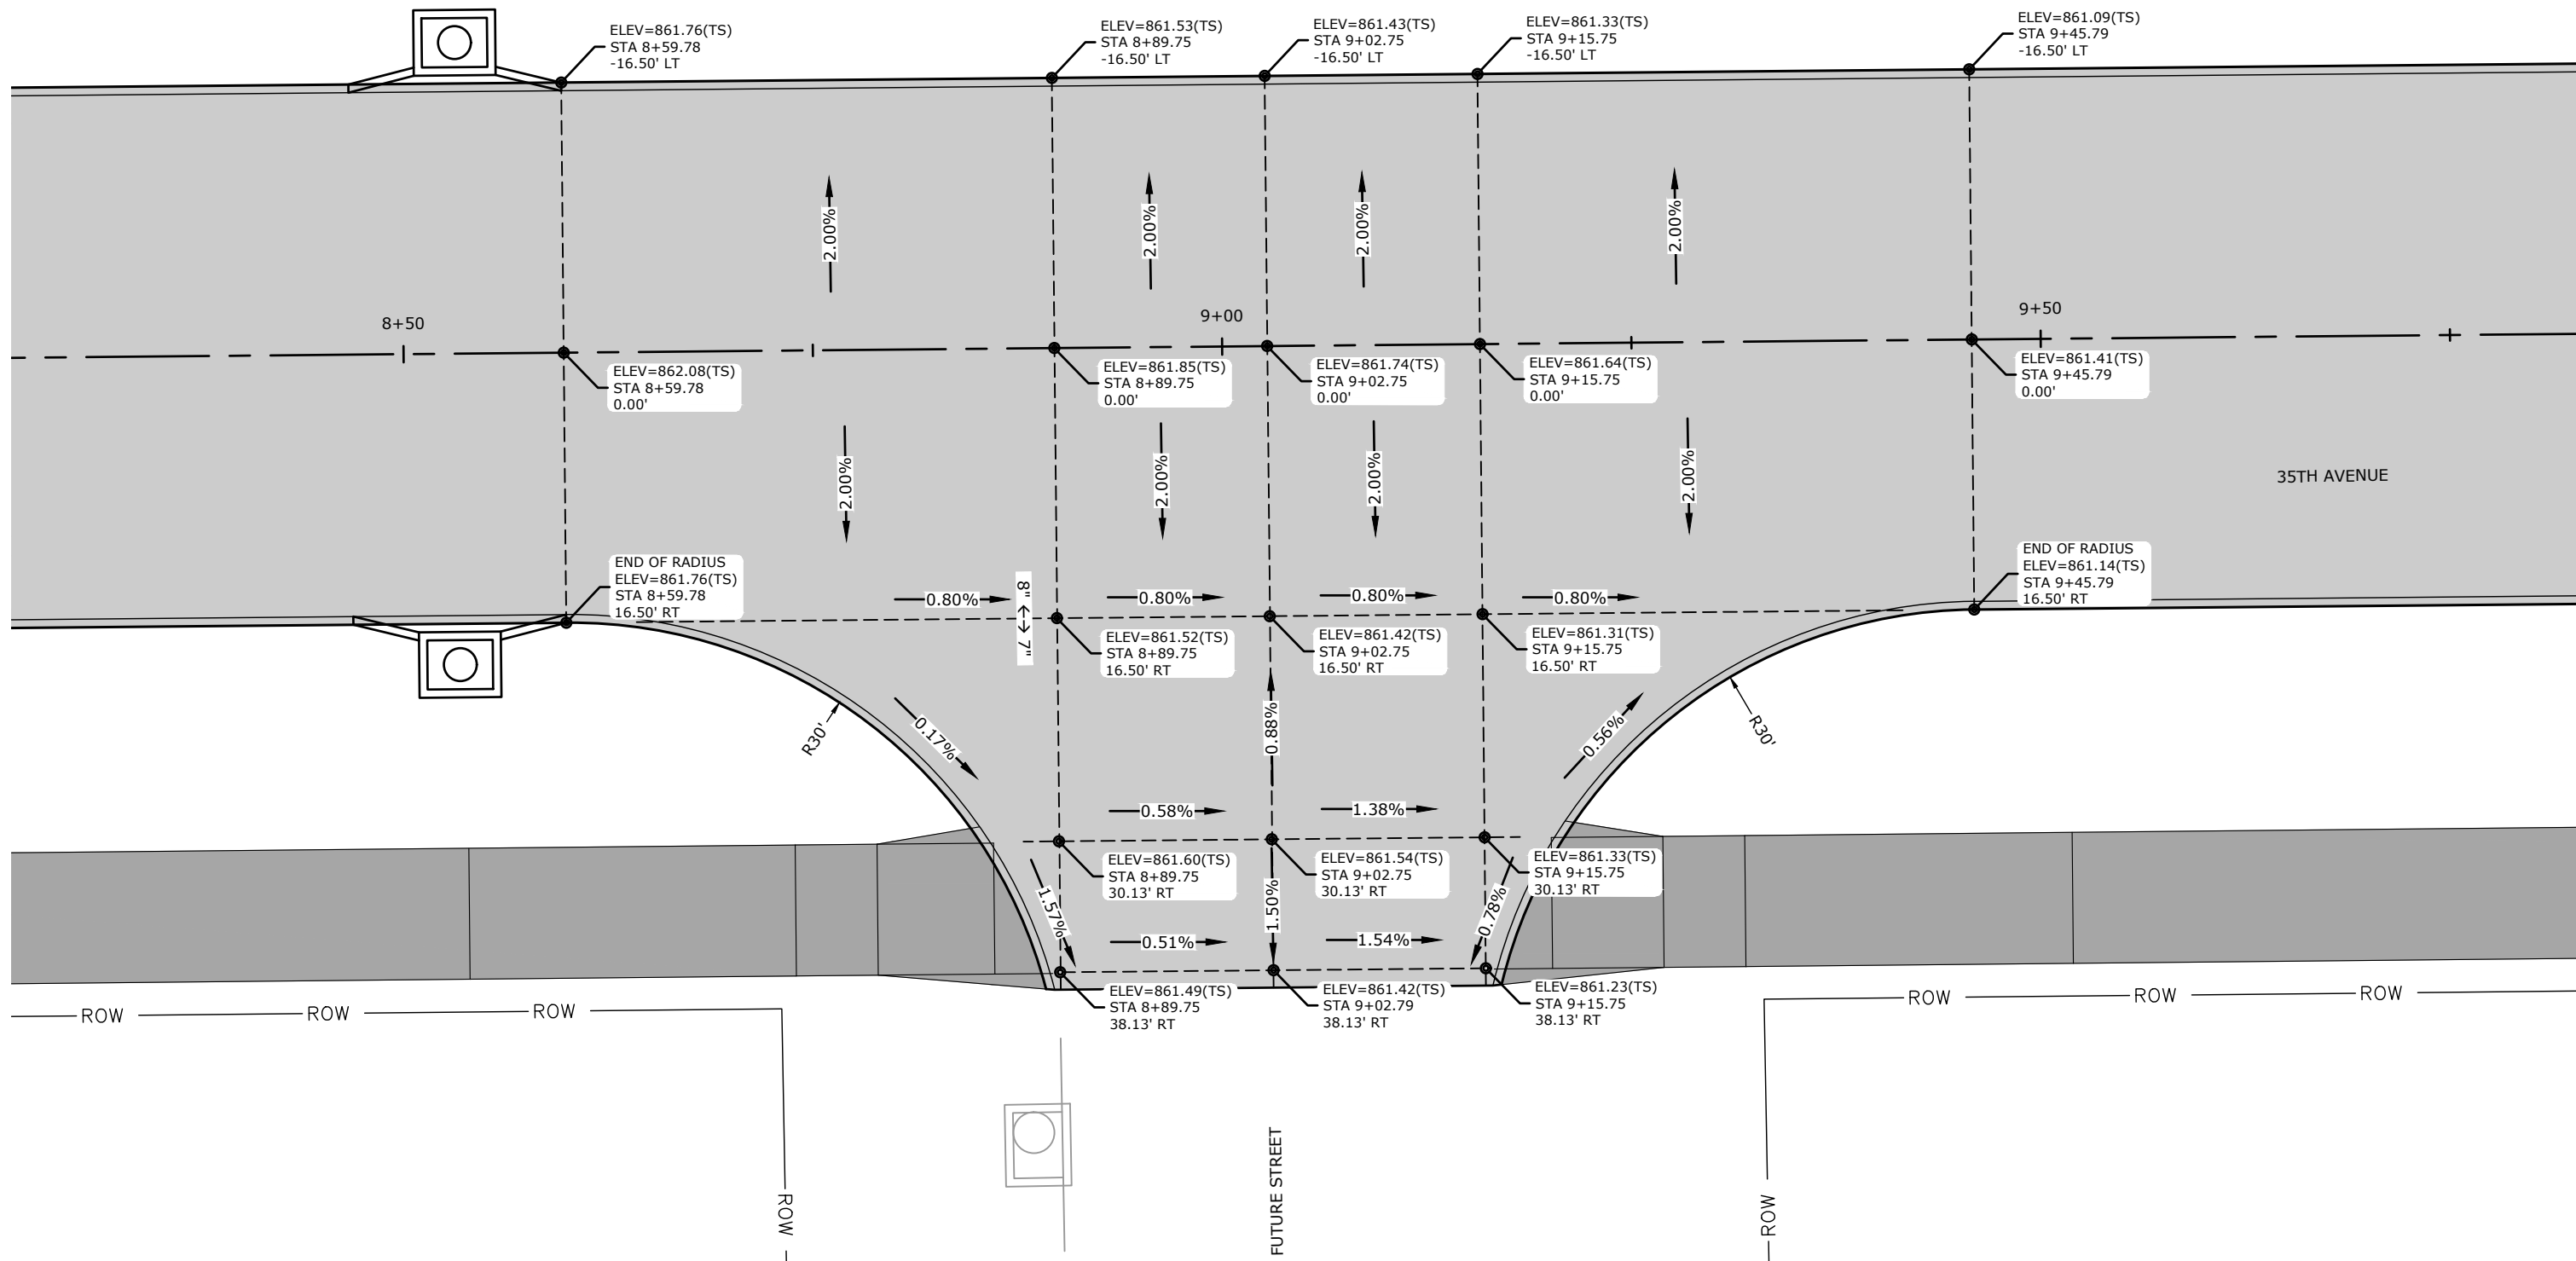 ELEV=861.76(TS)
STA 8+59.78
-16.50' LT
ELEV=861.53(TS)
STA 8+89.75
-16.50' LT
ELEV=861.43(TS)
STA 9+02.75
-16.50' LT
ELEV=861.33(TS)
STA 9+15.75
-16.50' LT
ELEV=861.09(TS)
STA 9+45.79
-16.50' LT
2.00%
2.00%
2.00%
2.00%
8+50
9+00
9+50
ELEV=862.08(TS)
STA 8+59.78
0.00'
ELEV=861.85(TS)
STA 8+89.75
0.00'
ELEV=861.74(TS)
STA 9+02.75
0.00'
ELEV=861.64(TS)
STA 9+15.75
0.00'
ELEV=861.41(TS)
STA 9+45.79
0.00'
2.00%
2.00%
2.00%
2.00%
35TH AVENUE
END OF RADIUS
ELEV=861.76(TS)
STA 8+59.78
16.50' RT
END OF RADIUS
ELEV=861.14(TS)
STA 9+45.79
16.50' RT
0.80%
8" ←→ 7"
0.80%
0.80%
0.80%
ELEV=861.52(TS)
STA 8+89.75
16.50' RT
ELEV=861.42(TS)
STA 9+02.75
16.50' RT
ELEV=861.31(TS)
STA 9+15.75
16.50' RT
R30'
0.17%
0.88%
0.56%
R30'
0.58%
1.38%
ELEV=861.60(TS)
STA 8+89.75
30.13' RT
ELEV=861.54(TS)
STA 9+02.75
30.13' RT
ELEV=861.33(TS)
STA 9+15.75
30.13' RT
1.57%
1.50%
0.78%
0.51%
1.54%
ELEV=861.49(TS)
STA 8+89.75
38.13' RT
ELEV=861.42(TS)
STA 9+02.79
38.13' RT
ELEV=861.23(TS)
STA 9+15.75
38.13' RT
ROW
ROW
ROW
ROW
ROW
ROW
ROW
FUTURE STREET
ROW